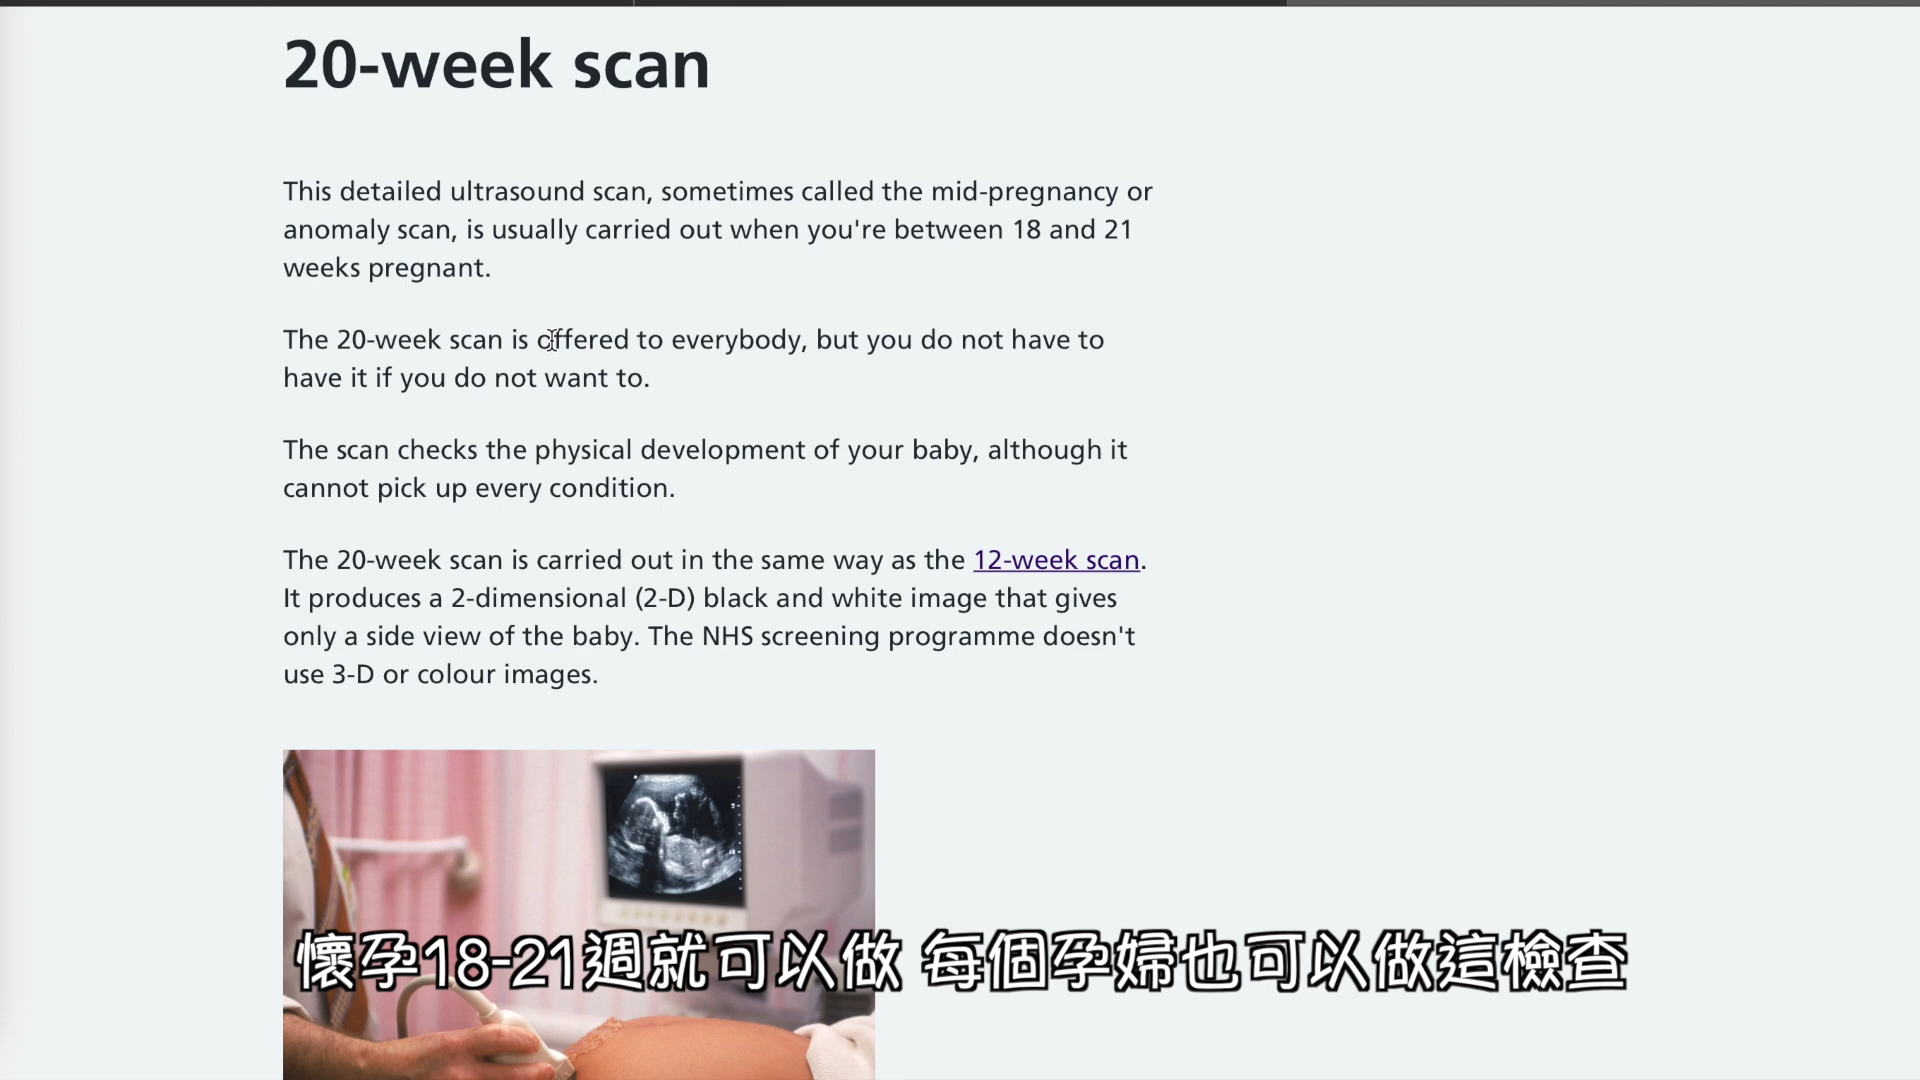 20-week scan
This detailed ultrasound scan, sometimes called the mid-pregnancy or
anomaly scan, is usually carried out when you're between 18 and 21
weeks pregnant.
The 20-week scan is offered to everybody, but you do not have to
have it if you do not want to.
The scan checks the physical development of your baby, although it
cannot pick up every condition.
The 20-week scan is carried out in the same way as the 12-week scan.
It produces a 2-dimensional (2-D) black and white image that gives
only a side view of the baby. The NHS screening programme doesn't
use 3-D or colour images.
懷孕18-21週就可以做 每個孕婦也可以做這檢查